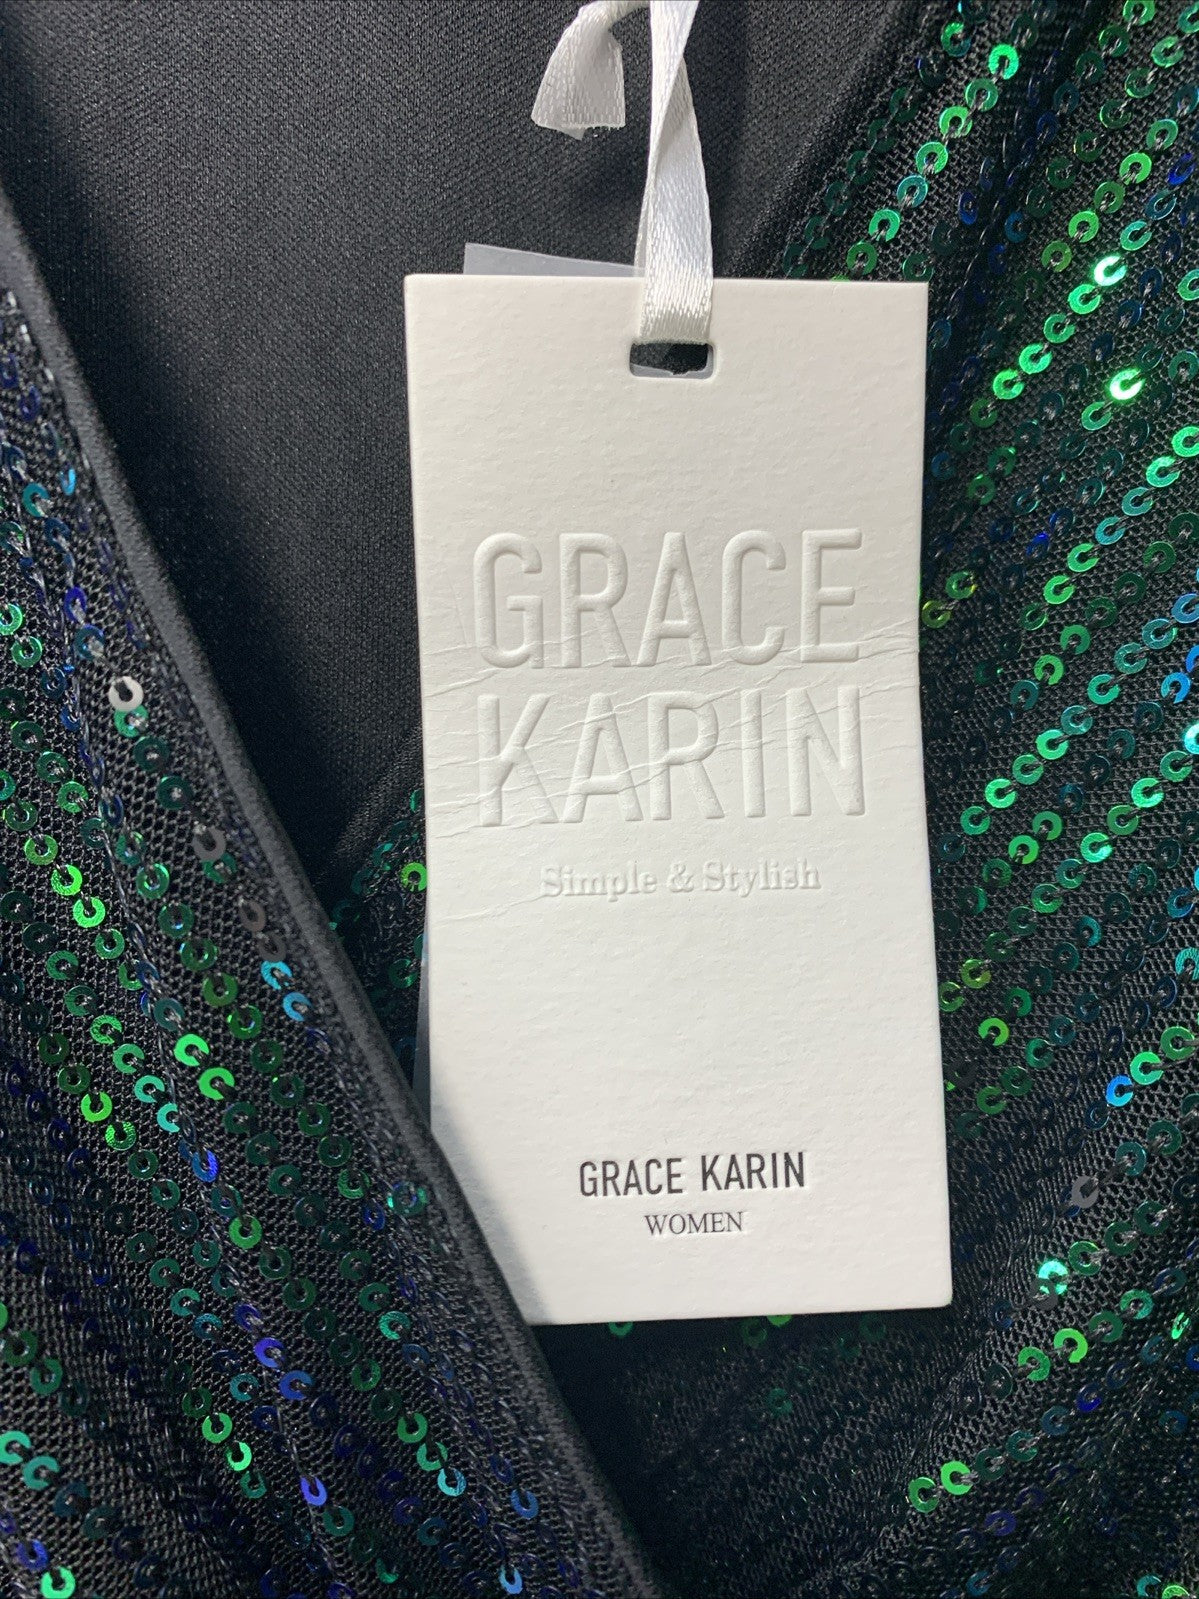 GRACE
KARIN
Simple & Stylish
GRACE KARIN
WOMEN